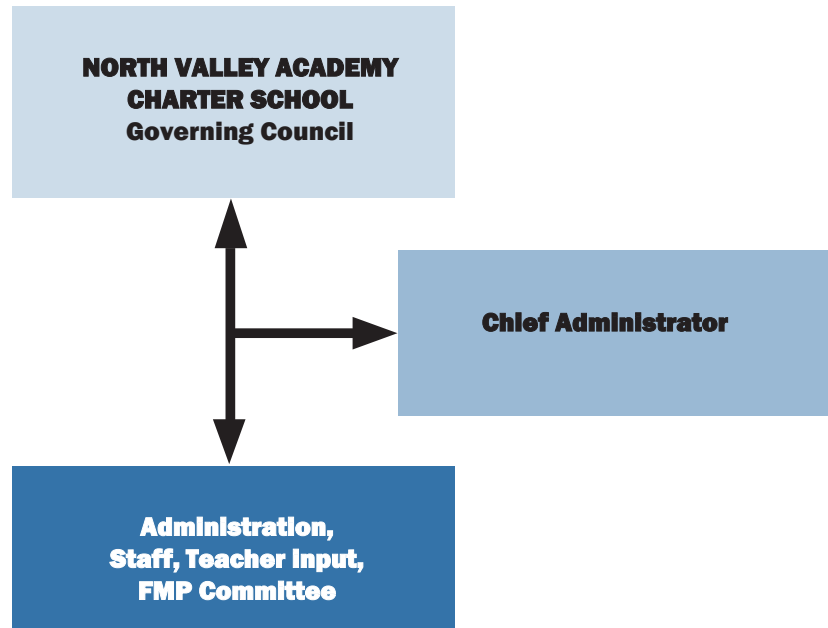 NORTH VALLEY ACADEMY
CHARTER SCHOOL
Governing Council
Chief Administrator
Administration,
Staff, Teacher Input,
FMP Committee